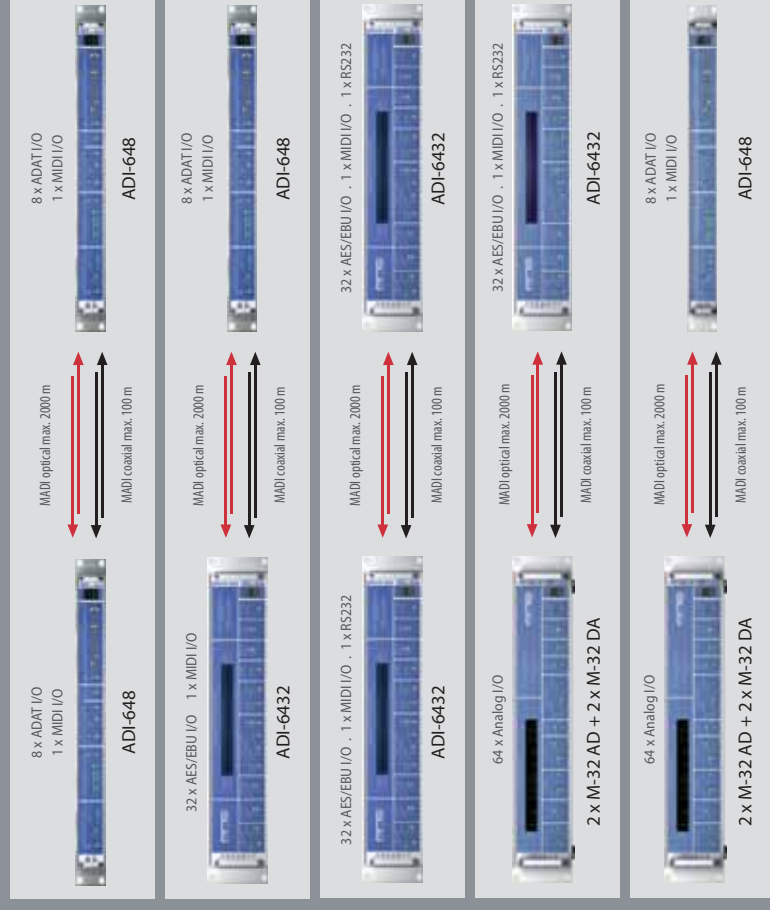 8 x ADAT I/O
1 x MIDI I/O
ADI-648
MADI optical max. 2000 m
MADI coaxial max. 100 m
8 x ADAT I/O
1 x MIDI I/O
ADI-648
8 x ADAT I/O
1 x MIDI I/O
ADI-648
MADI optical max. 2000 m
MADI coaxial max. 100 m
32 x AES/EBU I/O 1 x MIDI I/O
ADI-6432
32 x AES/EBU I/O . 1 x MIDI I/O . 1 x RS232
ADI-6432
MADI optical max. 2000 m
MADI coaxial max. 100 m
32 x AES/EBU I/O . 1 x MIDI I/O . 1 x RS232
ADI-6432
32 x AES/EBU I/O . 1 x MIDI I/O . 1 x RS232
ADI-6432
MADI optical max. 2000 m
MADI coaxial max. 100 m
64 x Analog I/O
2 x M-32 AD + 2 x M-32 DA
8 x ADAT I/O
1 x MIDI I/O
ADI-648
MADI optical max. 2000 m
MADI coaxial max. 100 m
64 x Analog I/O
2 x M-32 AD + 2 x M-32 DA